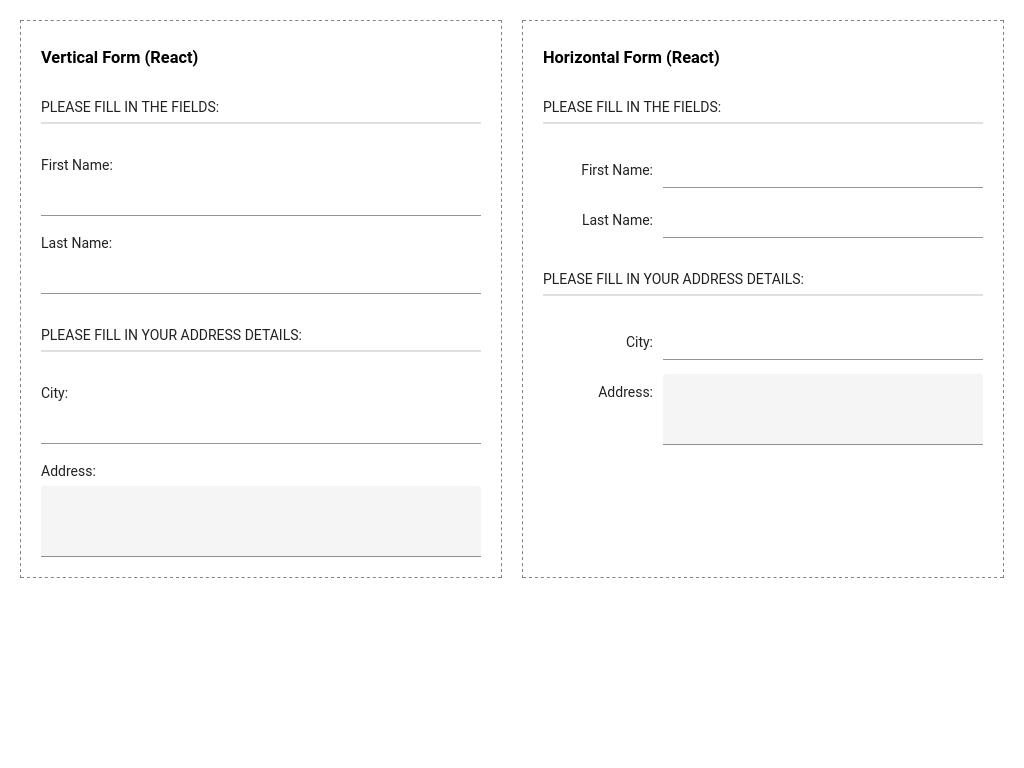 Vertical Form (React)
PLEASE FILL IN THE FIELDS:
First Name:
Last Name:
PLEASE FILL IN YOUR ADDRESS DETAILS:
City:
Address:
Horizontal Form (React)
PLEASE FILL IN THE FIELDS:
First Name:
Last Name:
PLEASE FILL IN YOUR ADDRESS DETAILS:
City:
Address: